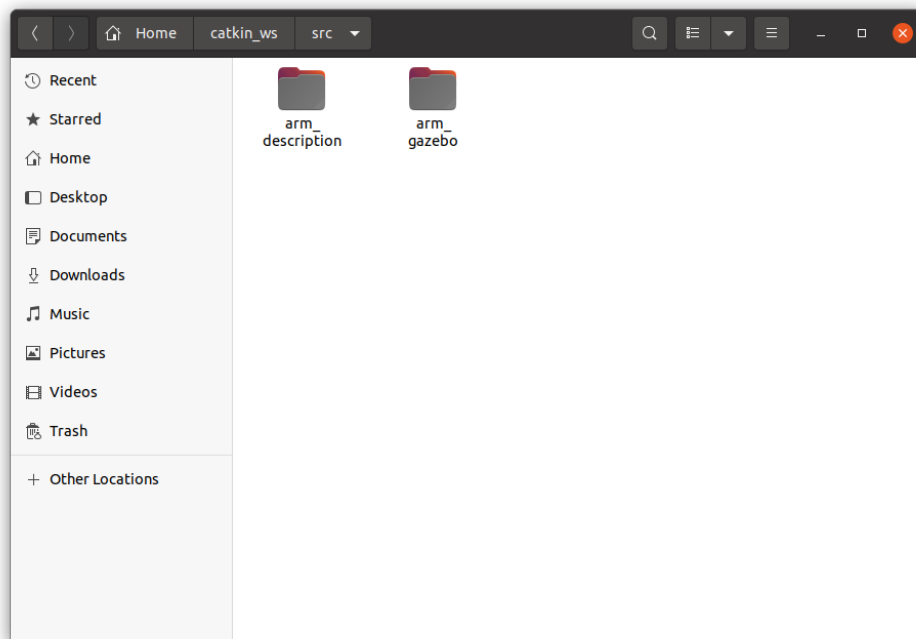 Home catkin_ws src
Recent
Starred
Home
Desktop
Documents
Downloads
Music
Pictures
Videos
Trash
Other Locations
arm_
description
arm_
gazebo